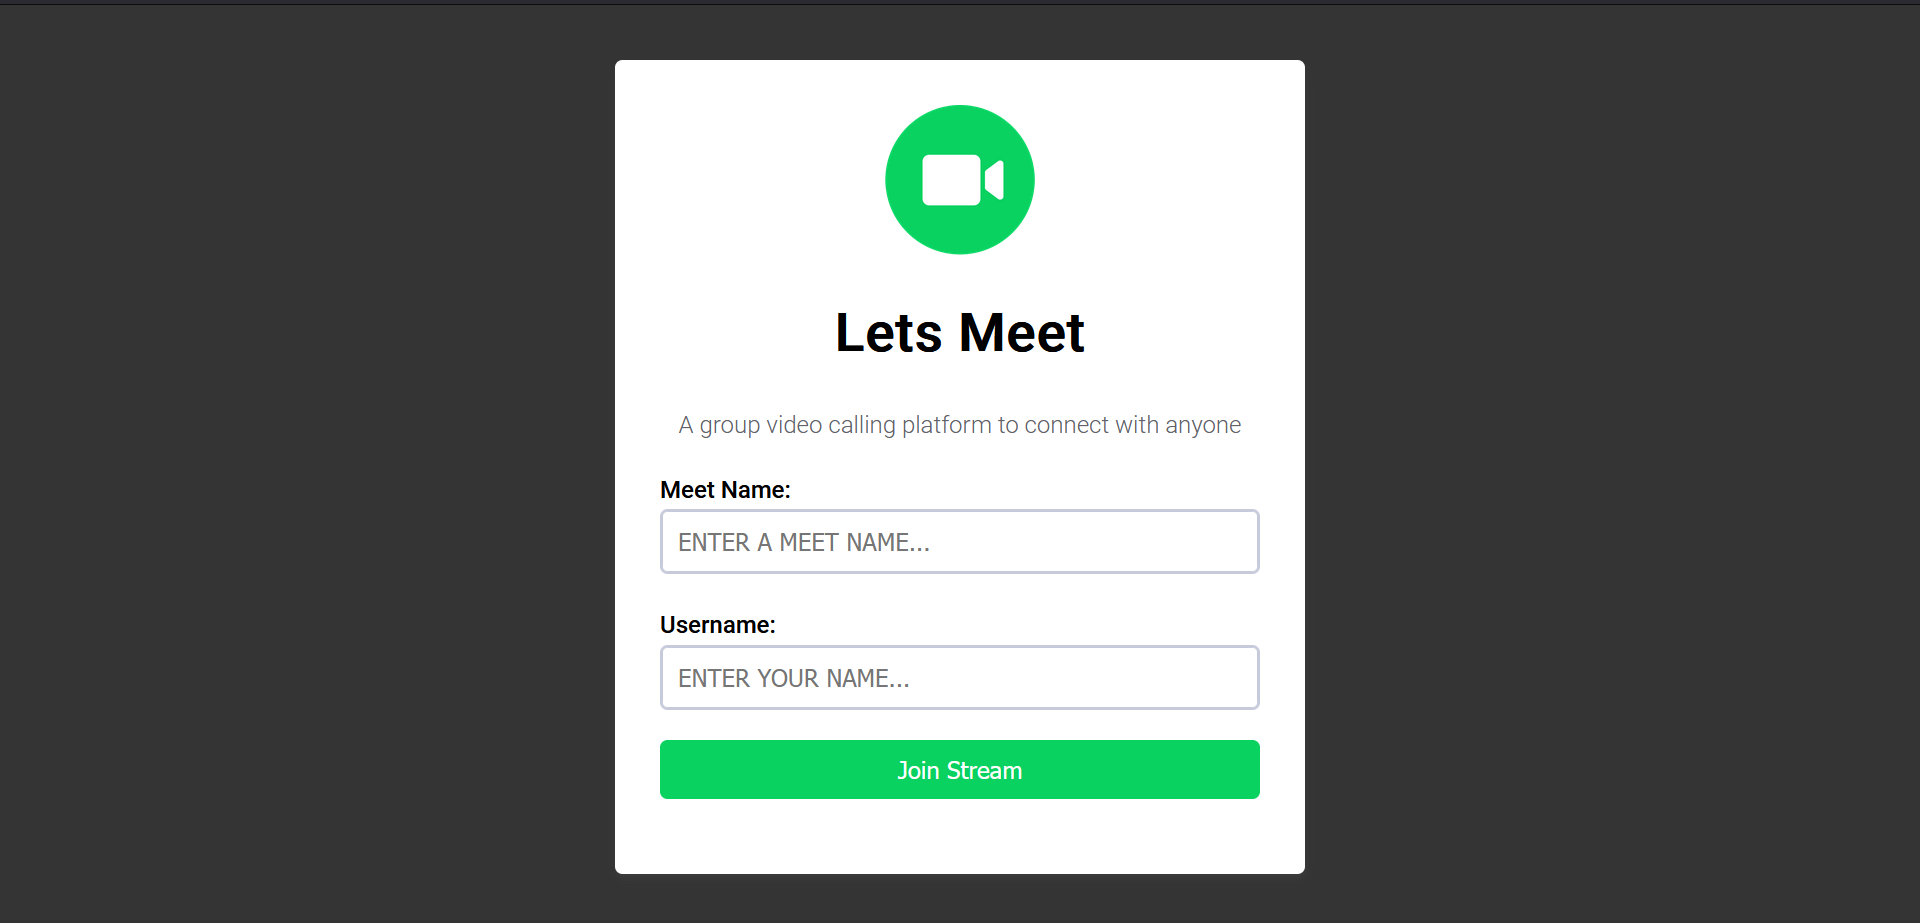 Lets Meet
A group video calling platform to connect with anyone
Meet Name:
ENTER A MEET NAME...
Username:
ENTER YOUR NAME...
Join Stream